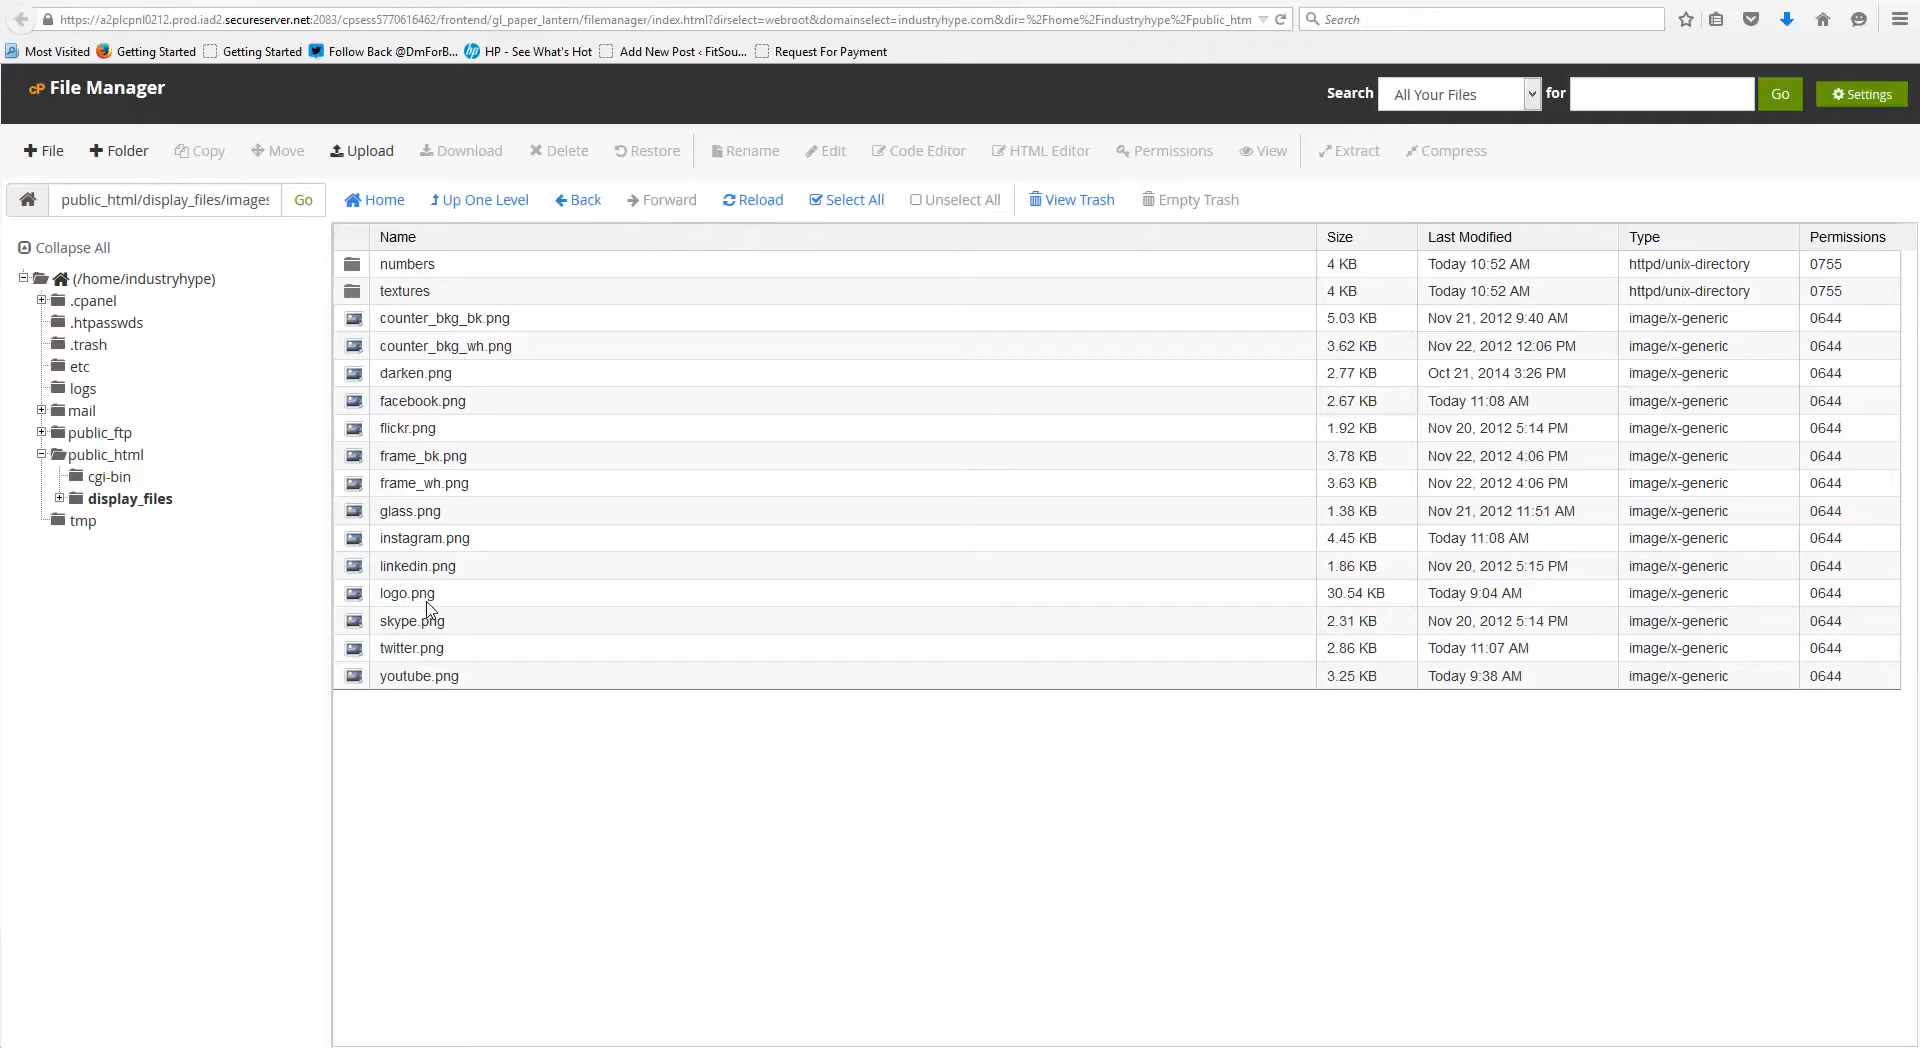 https://a2plcpnl0212.prod.iad2.secureserver.net:2083/cpsess5770616462/frontend/gl_paper_lantern/filemanager/index.html?dirselect=webroot&domainselect=industryhype.com&dir=%2Fhome%2Findustryhype%2Fpublic_htm Search
Most Visited Getting Started Getting Started Follow Back @DmForB... HP - See What's Hot Add New Post ‹ FitSou... Request For Payment
cP File Manager Search All Your Files for Go Settings
File Folder Copy Move Upload Download Delete Restore Rename Edit Code Editor HTML Editor Permissions View Extract Compress
public_html/display_files/images Go Home Up One Level Back Forward Reload Select All Unselect All View Trash Empty Trash
Collapse All
(/home/industryhype)
.cpanel
.htpasswds
.trash
etc
logs
mail
public_ftp
public_html
cgi-bin
display_files
tmp
Name Size Last Modified Type Permissions
numbers 4 KB Today 10:52 AM httpd/unix-directory 0755
textures 4 KB Today 10:52 AM httpd/unix-directory 0755
counter_bkg_bk.png 5.03 KB Nov 21, 2012 9:40 AM image/x-generic 0644
counter_bkg_wh.png 3.62 KB Nov 22, 2012 12:06 PM image/x-generic 0644
darken.png 2.77 KB Oct 21, 2014 3:26 PM image/x-generic 0644
facebook.png 2.67 KB Today 11:08 AM image/x-generic 0644
flickr.png 1.92 KB Nov 20, 2012 5:14 PM image/x-generic 0644
frame_bk.png 3.78 KB Nov 22, 2012 4:06 PM image/x-generic 0644
frame_wh.png 3.63 KB Nov 22, 2012 4:06 PM image/x-generic 0644
glass.png 1.38 KB Nov 21, 2012 11:51 AM image/x-generic 0644
instagram.png 4.45 KB Today 11:08 AM image/x-generic 0644
linkedin.png 1.86 KB Nov 20, 2012 5:15 PM image/x-generic 0644
logo.png 30.54 KB Today 9:04 AM image/x-generic 0644
skype.png 2.31 KB Nov 20, 2012 5:14 PM image/x-generic 0644
twitter.png 2.86 KB Today 11:07 AM image/x-generic 0644
youtube.png 3.25 KB Today 9:38 AM image/x-generic 0644